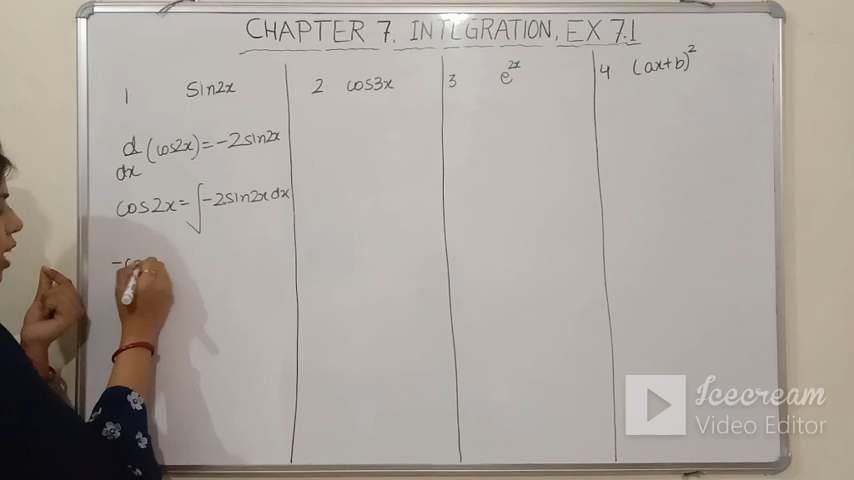 CHAPTER 7. INTEGRATION, EX 7.1
1 Sin2x
d/dx (cos2x) = -2sin2x
cos2x = ∫-2sin2x dx
2 cos3x
3 e^2x
4 (ax+b)^2
Icecream
Video Editor